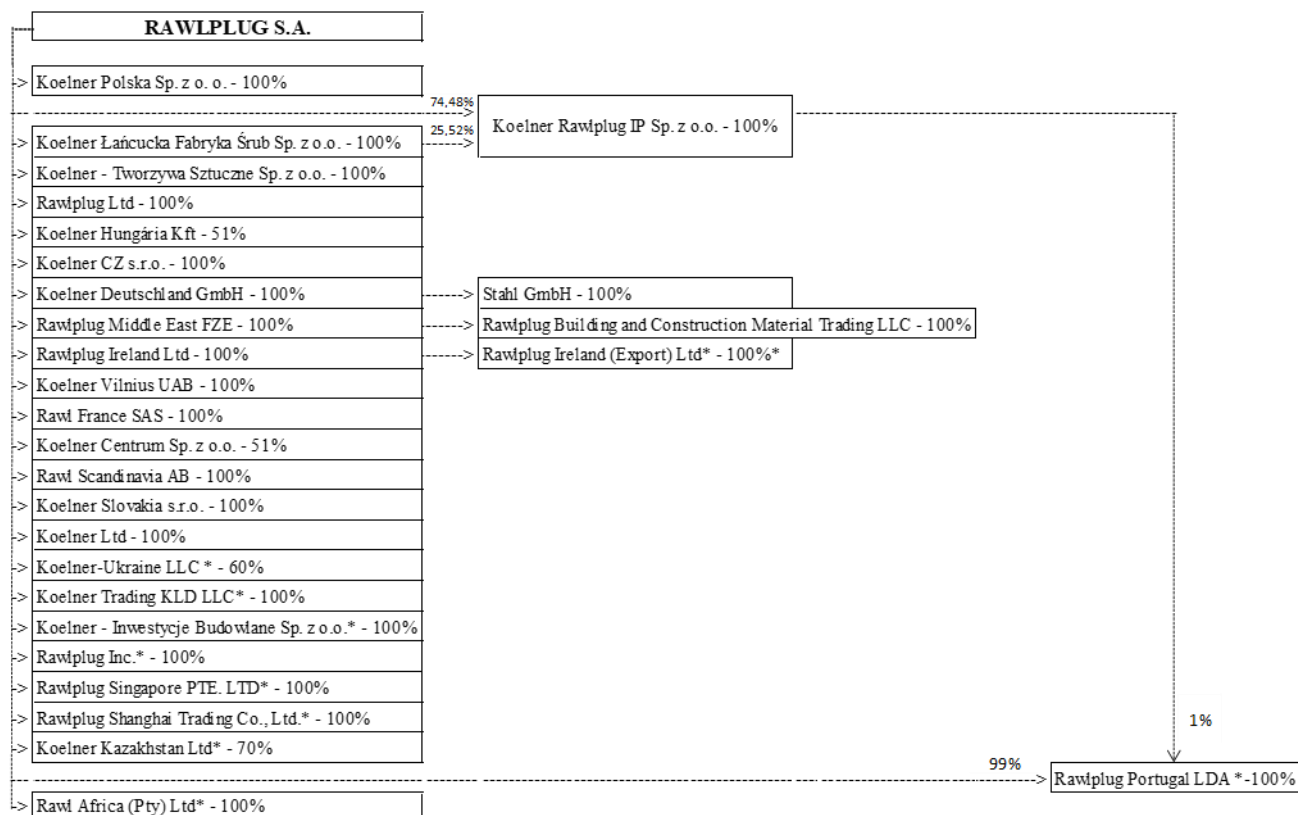 RAWLPLUG S.A.
Koelner Polska Sp. z o. o. - 100%
74,48%
Koelner Rawlplug IP Sp. z o.o. - 100%
Koelner Łańcucka Fabryka Śrub Sp. z o.o. - 100%
25,52%
Koelner - Tworzywa Sztuczne Sp. z o.o. - 100%
Rawlplug Ltd - 100%
Koelner Hungária Kft - 51%
Koelner CZ s.r.o. - 100%
Koelner Deutschland GmbH - 100%
Stahl GmbH - 100%
Rawlplug Middle East FZE - 100%
Rawlplug Building and Construction Material Trading LLC - 100%
Rawlplug Ireland Ltd - 100%
Rawlplug Ireland (Export) Ltd* - 100%*
Koelner Vilnius UAB - 100%
Rawl France SAS - 100%
Koelner Centrum Sp. z o.o. - 51%
Rawl Scandinavia AB - 100%
Koelner Slovakia s.r.o. - 100%
Koelner Ltd - 100%
Koelner-Ukraine LLC * - 60%
Koelner Trading KLD LLC* - 100%
Koelner - Inwestycje Budowlane Sp. z o.o.* - 100%
Rawlplug Inc.* - 100%
Rawlplug Singapore PTE. LTD* - 100%
Rawlplug Shanghai Trading Co., Ltd.* - 100%
1%
Koelner Kazakhstan Ltd* - 70%
99%
Rawlplug Portugal LDA *-100%
Rawl Africa (Pty) Ltd* - 100%